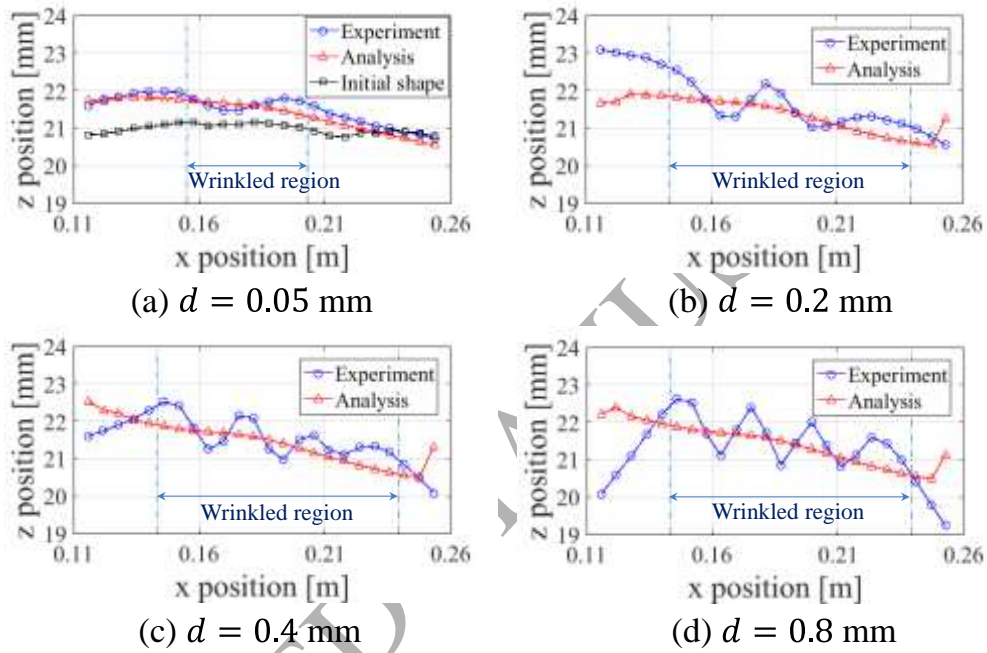 24
23
22
21
20
19
z position [mm]
Experiment
Analysis
Initial shape
Wrinkled region
0.11
0.16
0.21
0.26
x position [m]
(a) d = 0.05 mm
24
23
22
21
20
19
z position [mm]
Experiment
Analysis
Wrinkled region
0.11
0.16
0.21
0.26
x position [m]
(b) d = 0.2 mm
24
23
22
21
20
19
z position [mm]
Experiment
Analysis
Wrinkled region
0.11
0.16
0.21
0.26
x position [m]
(c) d = 0.4 mm
24
23
22
21
20
19
z position [mm]
Experiment
Analysis
Wrinkled region
0.11
0.16
0.21
0.26
x position [m]
(d) d = 0.8 mm